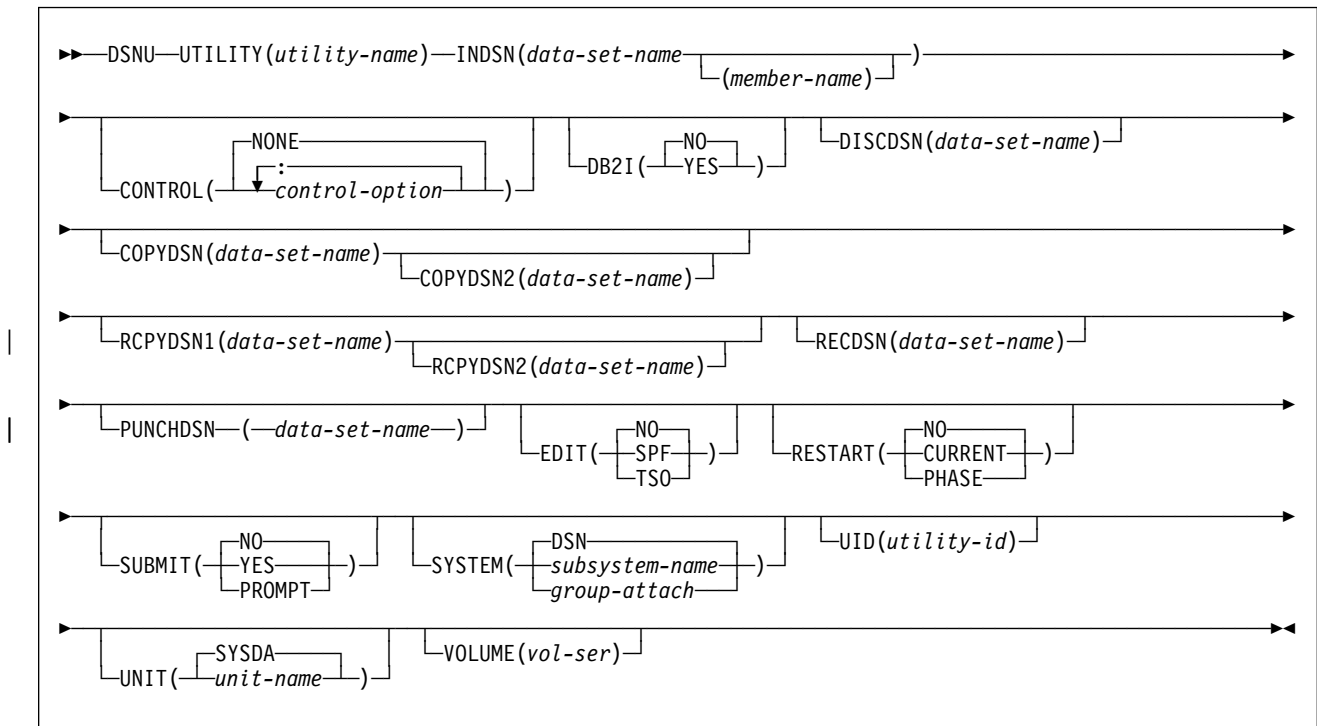 DSNU UTILITY(utility-name) INDSN(data-set-name )
(member-name)
NONE NO DISCDSN(data-set-name)
: DB2I( YES )
CONTROL( control-option )
COPYDSN(data-set-name)
COPYDSN2(data-set-name)
RCPYDSN1(data-set-name) RECDSN(data-set-name)
RCPYDSN2(data-set-name)
PUNCHDSN ( data-set-name ) NO NO
EDIT( SPF ) RESTART( CURRENT )
TSO PHASE
NO DSN UID(utility-id)
SUBMIT( YES ) SYSTEM( subsystem-name )
PROMPT group-attach
SYSDA VOLUME(vol-ser)
UNIT( unit-name )